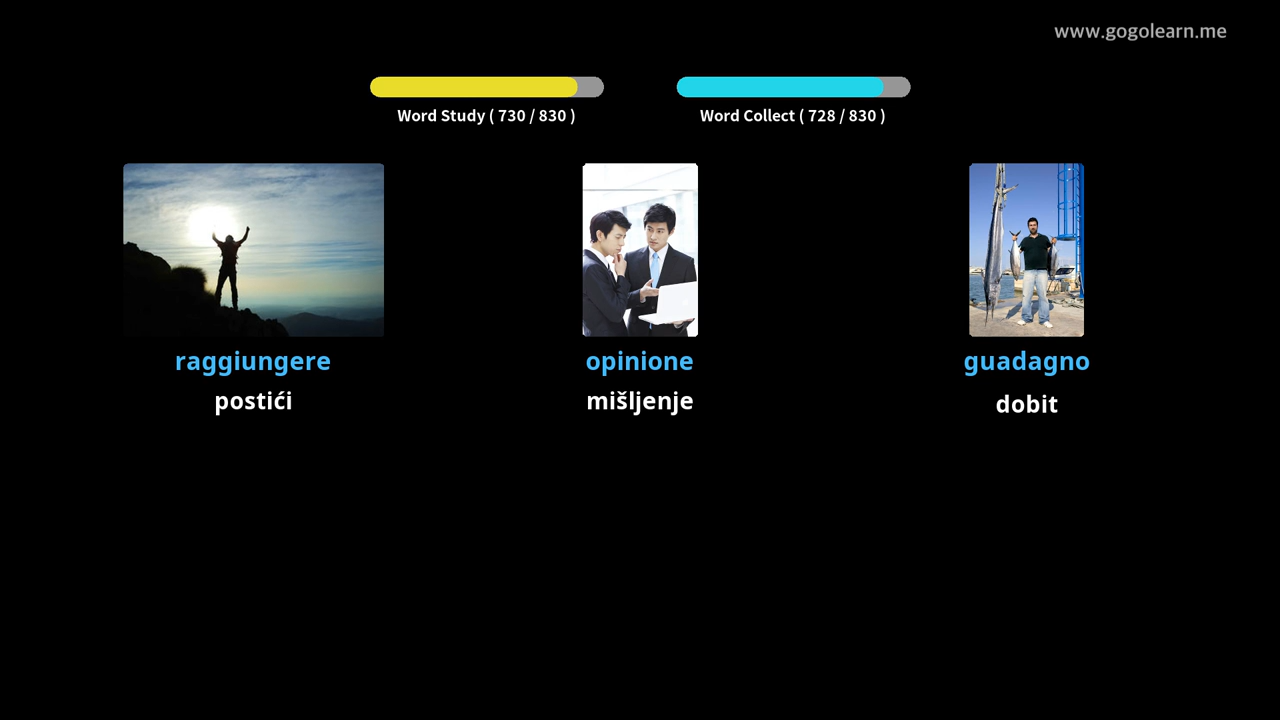 www.gogolearn.me
Word Study ( 730 / 830 )
Word Collect ( 728 / 830 )
raggiungere
postići
opinione
mišljenje
guadagno
dobit